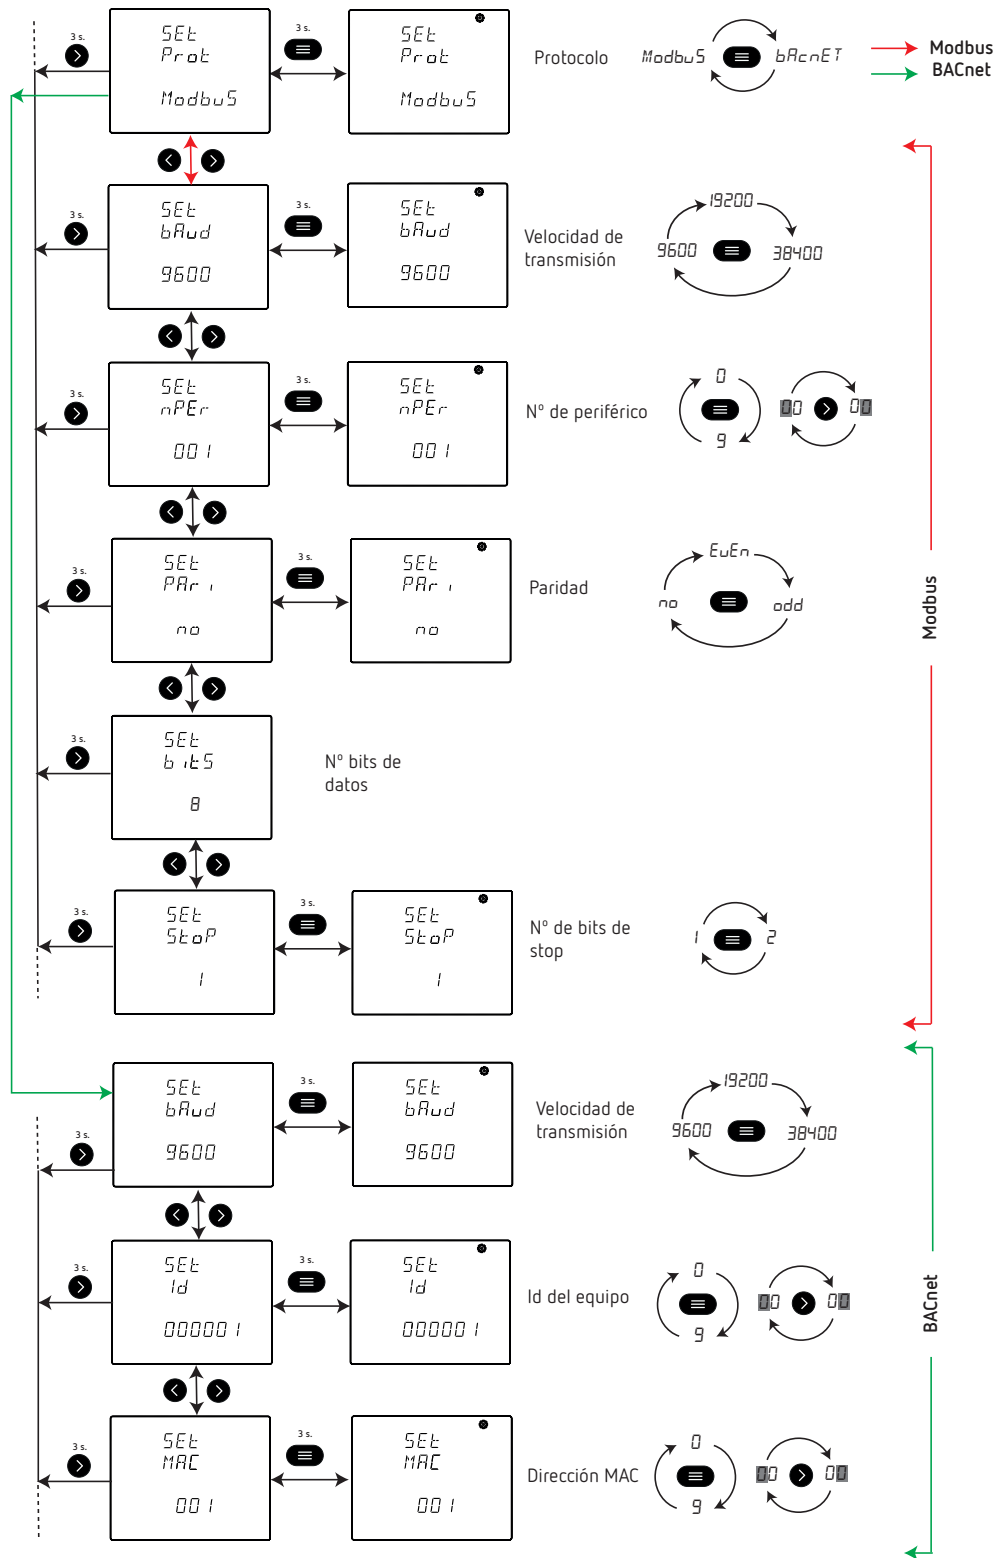 3 s.
SEt
Prot
ModbuS
3 s.
SEt
Prot
ModbuS
Protocolo
ModbuS
bAcnET
Modbus
BACnet
3 s.
SEt
bAud
9600
3 s.
SEt
bAud
9600
Velocidad de
transmisión
19200
9600
38400
3 s.
SEt
nPEr
001
3 s.
SEt
nPEr
001
Nº de periférico
0
9
00
00
3 s.
SEt
PAri
no
3 s.
SEt
PAri
no
Paridad
EvEn
no
odd
Modbus
3 s.
SEt
bitS
8
Nº bits de
datos
3 s.
SEt
StoP
1
3 s.
SEt
StoP
1
Nº de bits de
stop
1
2
3 s.
SEt
bAud
9600
3 s.
SEt
bAud
9600
Velocidad de
transmisión
19200
9600
38400
3 s.
SEt
Id
000001
3 s.
SEt
Id
000001
Id del equipo
0
9
00
00
BACnet
3 s.
SEt
MAC
001
3 s.
SEt
MAC
001
Dirección MAC
0
9
00
00